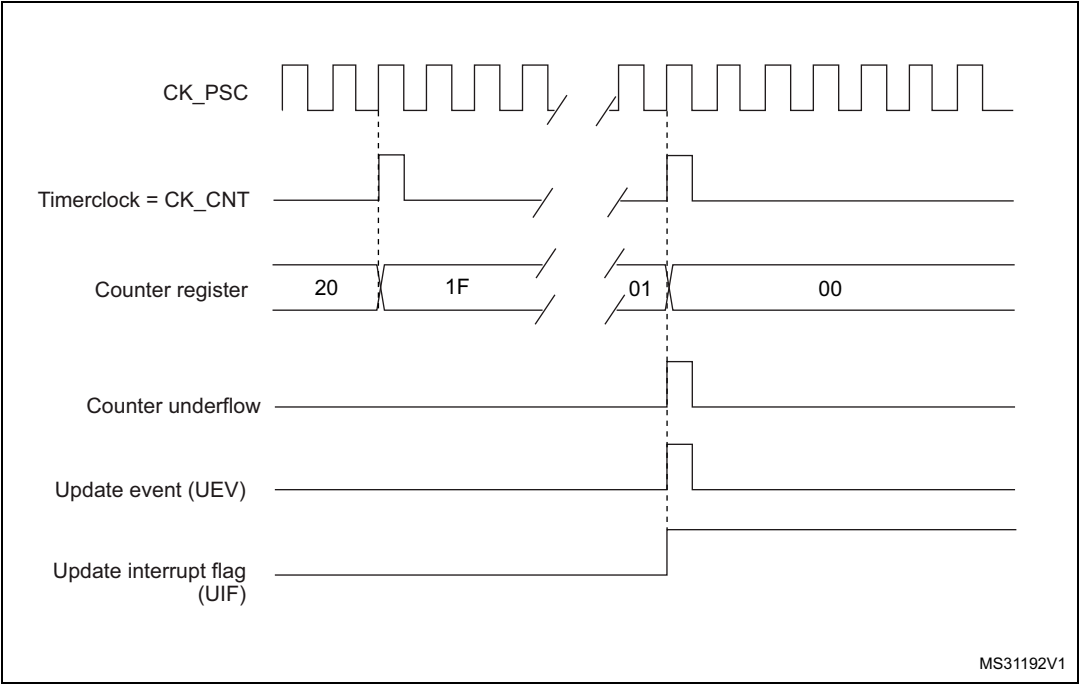 CK_PSC
Timerclock = CK_CNT
Counter register
20
1F
01
00
Counter underflow
Update event (UEV)
Update interrupt flag
(UIF)
MS31192V1